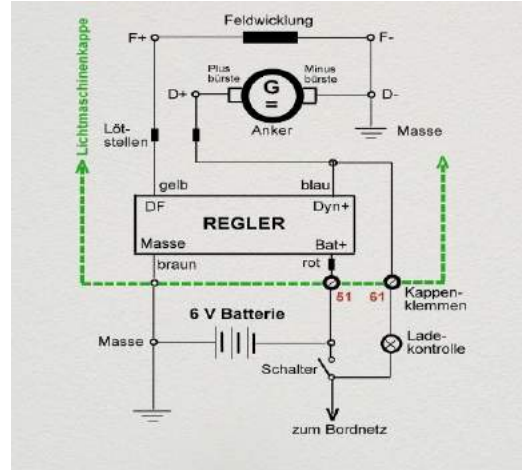 Feldwicklung
F+
F-
Plus
bürste
Minus
bürste
D+
G
=
D-
Anker
Masse
Lichtmaschinenkappe
Löt-
stellen
gelb
blau
DF
Dyn+
REGLER
Masse
Bat+
braun
rot
51
61
Kappen-
klemmen
6 V Batterie
Masse
Lade-
kontrolle
Schalter
zum Bordnetz